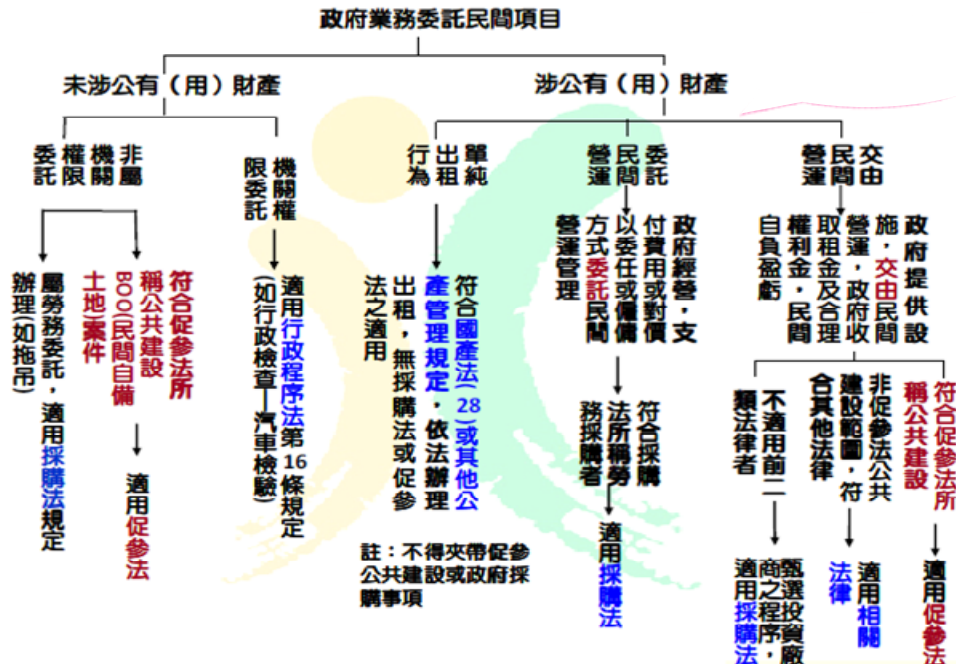 政府業務委託民間項目
未涉公有(用)財產
涉公有(用)財產
非屬
機關
權限
委託
機關權
限委託
單純
出租
行為
委託
民間
營運
交由
民間
營運
屬勞務委託,適用採購法規定
辦理(如拖吊)
符合促參法所
稱公共建設
BOO(民間自備
土地)案件
適用促參法
適用行政程序法第16條規定
(如行政檢查—汽車檢驗)
符合國產法(28)或其他公
產管理規定,依法辦理
出租,無採購法或促參
法之適用
註:不得夾帶促參
公共建設或政府採
購事項
政府經營,支
付費用或對價
以委任或僱傭
方式委託民間
營運管理
符合採購
法所稱勞
務採購者
適用採購法
政府提供設
施,交由民間
營運,政府收
取租金及合理
權利金,民間
自負盈虧
不適用前二
類法律者
甄選投資廠
商之程序,
適用採購法
非促參法公共
建設範圍,符
合其他法律
適用相關
法律
符合促參法所
稱公共建設
適用促參法